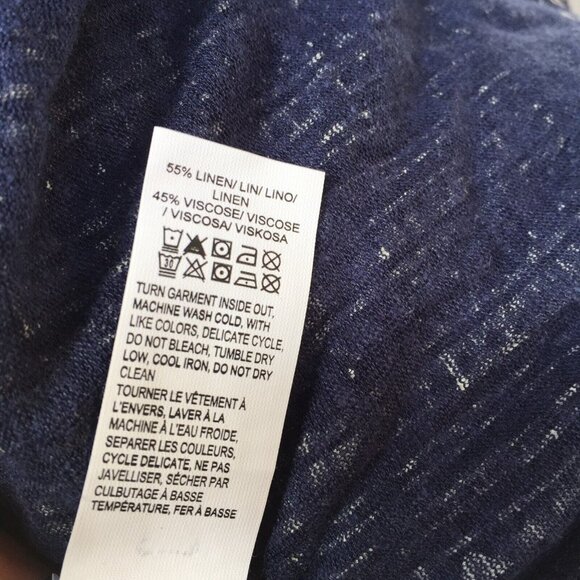 55% LINEN/ LIN/ LINO/
LINEN
45% VISCOSE/ VISCOSE
/ VISCOSA/ VISKOSA
30
TURN GARMENT INSIDE OUT,
MACHINE WASH COLD, WITH
LIKE COLORS, DELICATE CYCLE,
DO NOT BLEACH, TUMBLE DRY
LOW, COOL IRON, DO NOT DRY
CLEAN
TOURNER LE VÊTEMENT À
L'ENVERS, LAVER À LA
MACHINE À L'EAU FROIDE,
SEPARER LES COULEURS,
CYCLE DELICATE, NE PAS
JAVELLISER, SÉCHER PAR
CULBUTAGE À BASSE
TEMPÉRATURE, FER À BASSE